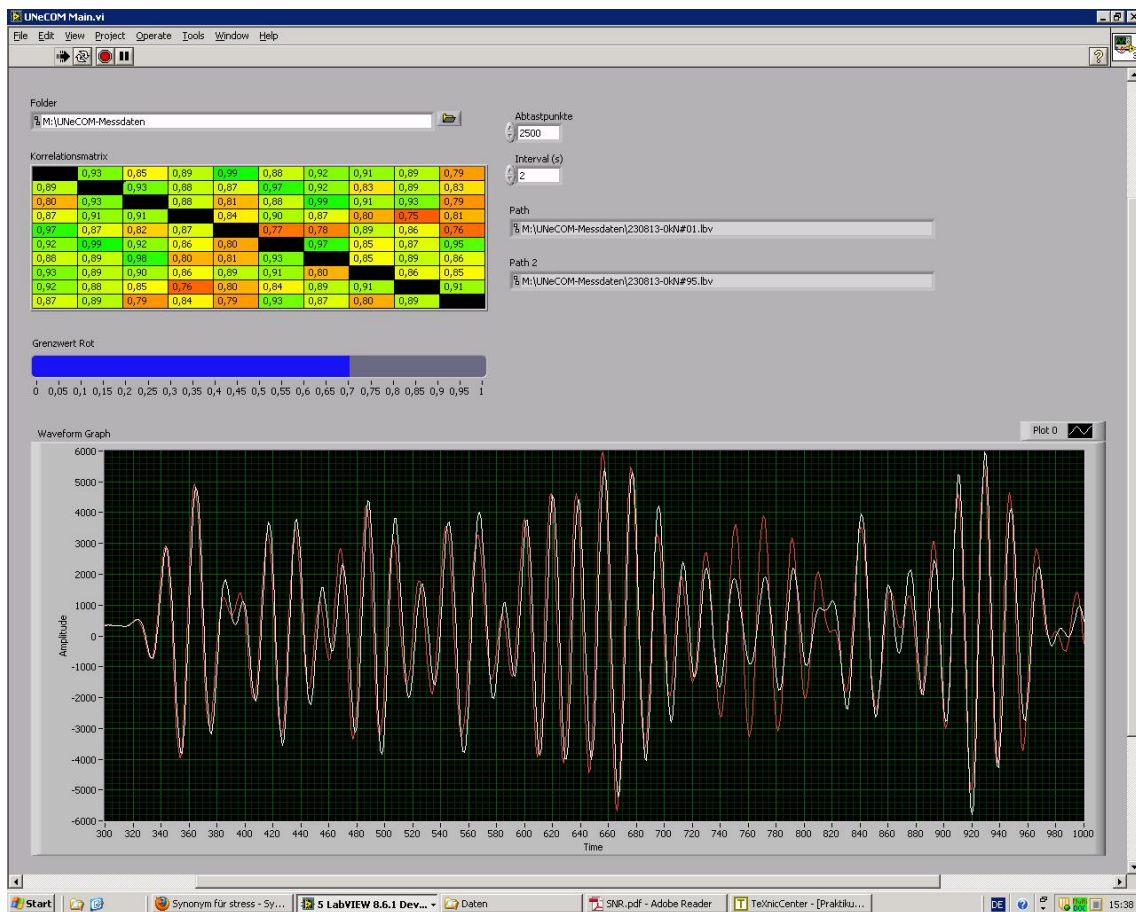 UNeCOM Main.vi
File Edit View Project Operate Tools Window Help
Folder
M:\UNeCOM-Messdaten
Abtastpunkte
2500
Interval (s)
2
Korrelationsmatrix
0,93 0,85 0,89 0,99 0,88 0,92 0,91 0,89 0,79
0,89 0,93 0,88 0,87 0,97 0,92 0,83 0,89 0,83
0,80 0,93 0,88 0,81 0,88 0,99 0,91 0,93 0,79
0,87 0,91 0,91 0,84 0,90 0,87 0,80 0,75 0,81
0,97 0,87 0,82 0,87 0,77 0,78 0,89 0,86 0,76
0,92 0,99 0,92 0,86 0,80 0,97 0,85 0,87 0,95
0,88 0,89 0,98 0,80 0,81 0,93 0,85 0,89 0,86
0,93 0,89 0,90 0,86 0,89 0,91 0,80 0,86 0,85
0,92 0,88 0,85 0,76 0,80 0,84 0,89 0,91 0,91
0,87 0,89 0,79 0,84 0,79 0,93 0,87 0,80 0,89
Path
M:\UNeCOM-Messdaten\230813-0kN#01.lbv
Path 2
M:\UNeCOM-Messdaten\230813-0kN#95.lbv
Grenzwert Rot
0 0,05 0,1 0,15 0,2 0,25 0,3 0,35 0,4 0,45 0,5 0,55 0,6 0,65 0,7 0,75 0,8 0,85 0,9 0,95 1
Waveform Graph
Plot 0
6000
5000
4000
3000
2000
1000
0
-1000
-2000
-3000
-4000
-5000
-6000
Amplitude
300 320 340 360 380 400 420 440 460 480 500 520 540 560 580 600 620 640 660 680 700 720 740 760 780 800 820 840 860 880 900 920 940 960 980 1000
Time
Start
Synonym für stress - Sy...
5 LabVIEW 8.6.1 Dev...
Daten
SNR.pdf - Adobe Reader
TeXnicCenter - [Praktiku...
DE
15:38